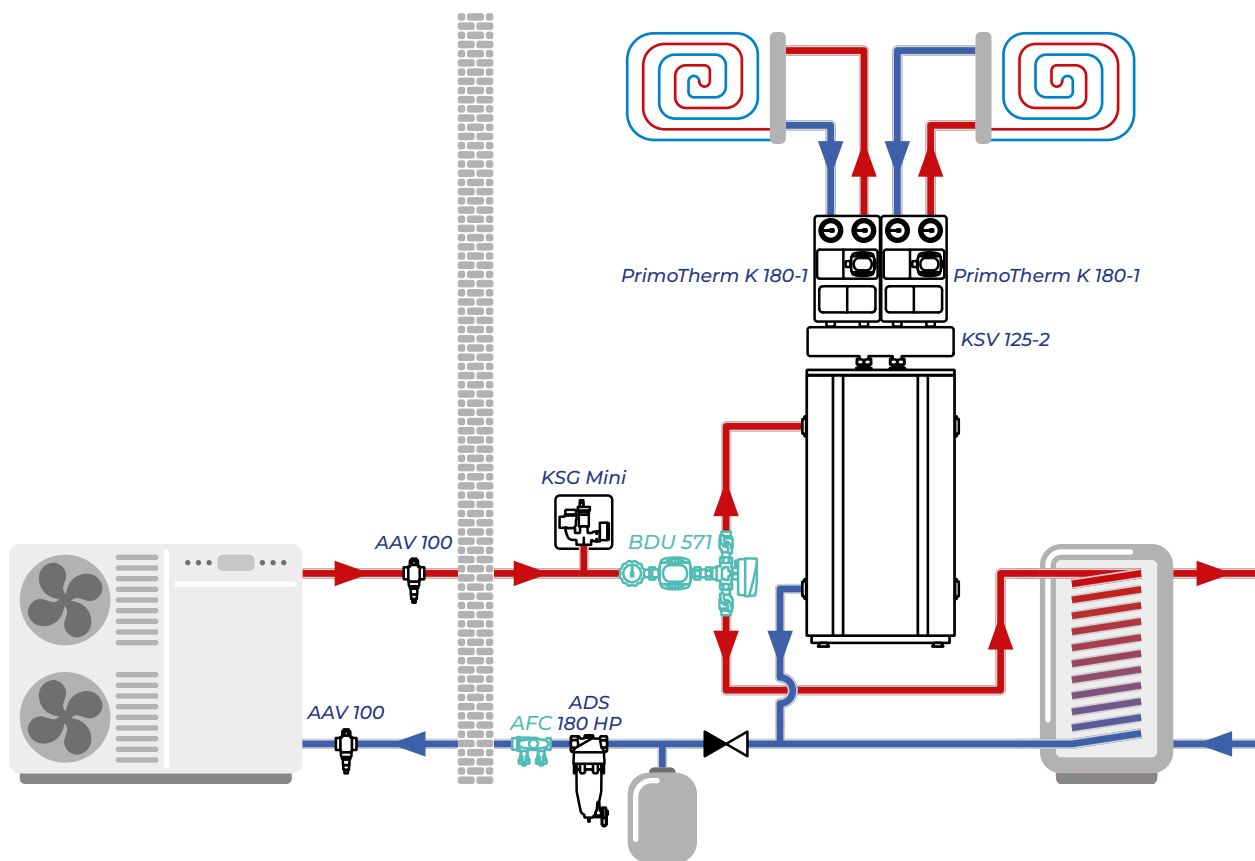 PrimoTherm K 180-1
PrimoTherm K 180-1
KSV 125-2
KSG Mini
AAV 100
BDU 571
AAV 100
AFC
ADS
180 HP